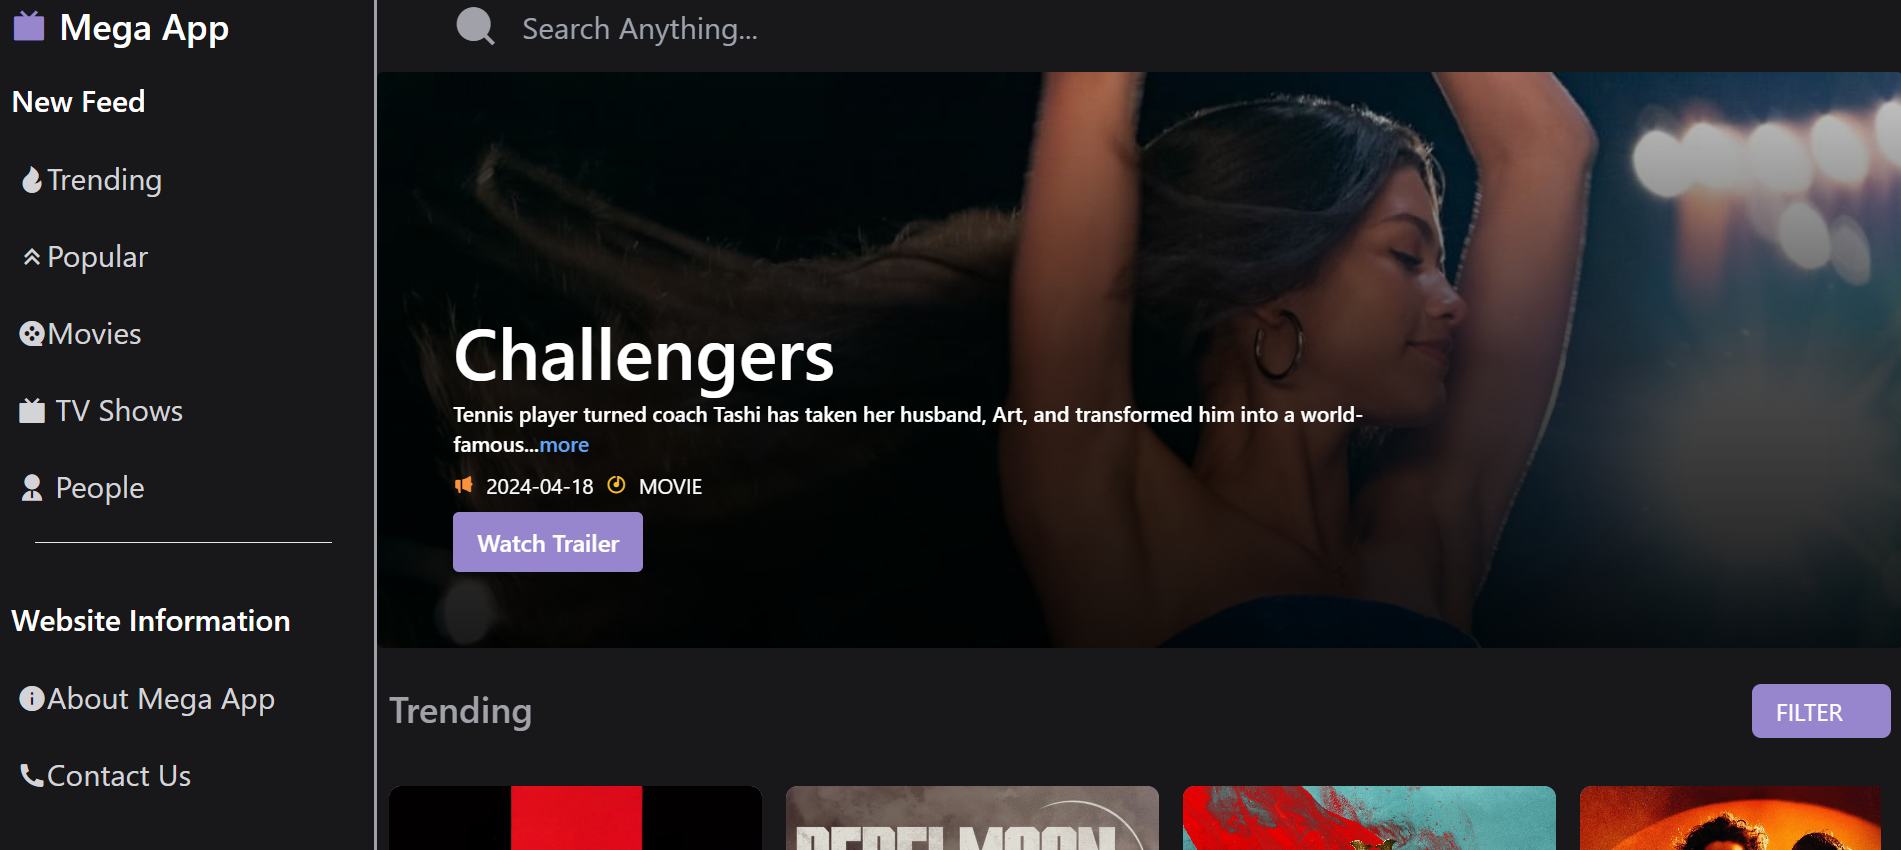 Mega App
New Feed
Trending
Popular
Movies
TV Shows
People
Website Information
About Mega App
Contact Us
Search Anything...
Challengers
Tennis player turned coach Tashi has taken her husband, Art, and transformed him into a world-
famous...more
2024-04-18 MOVIE
Watch Trailer
Trending
FILTER
REBEL MOON